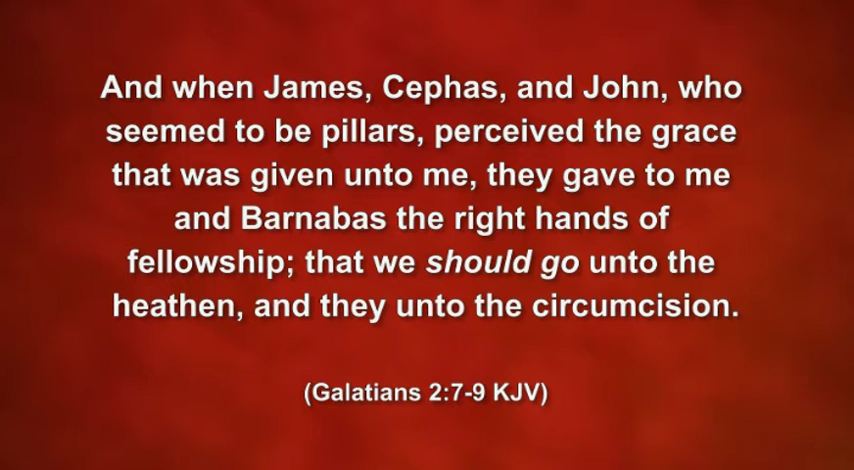 And when James, Cephas, and John, who
seemed to be pillars, perceived the grace
that was given unto me, they gave to me
and Barnabas the right hands of
fellowship; that we should go unto the
heathen, and they unto the circumcision.
(Galatians 2:7-9 KJV)